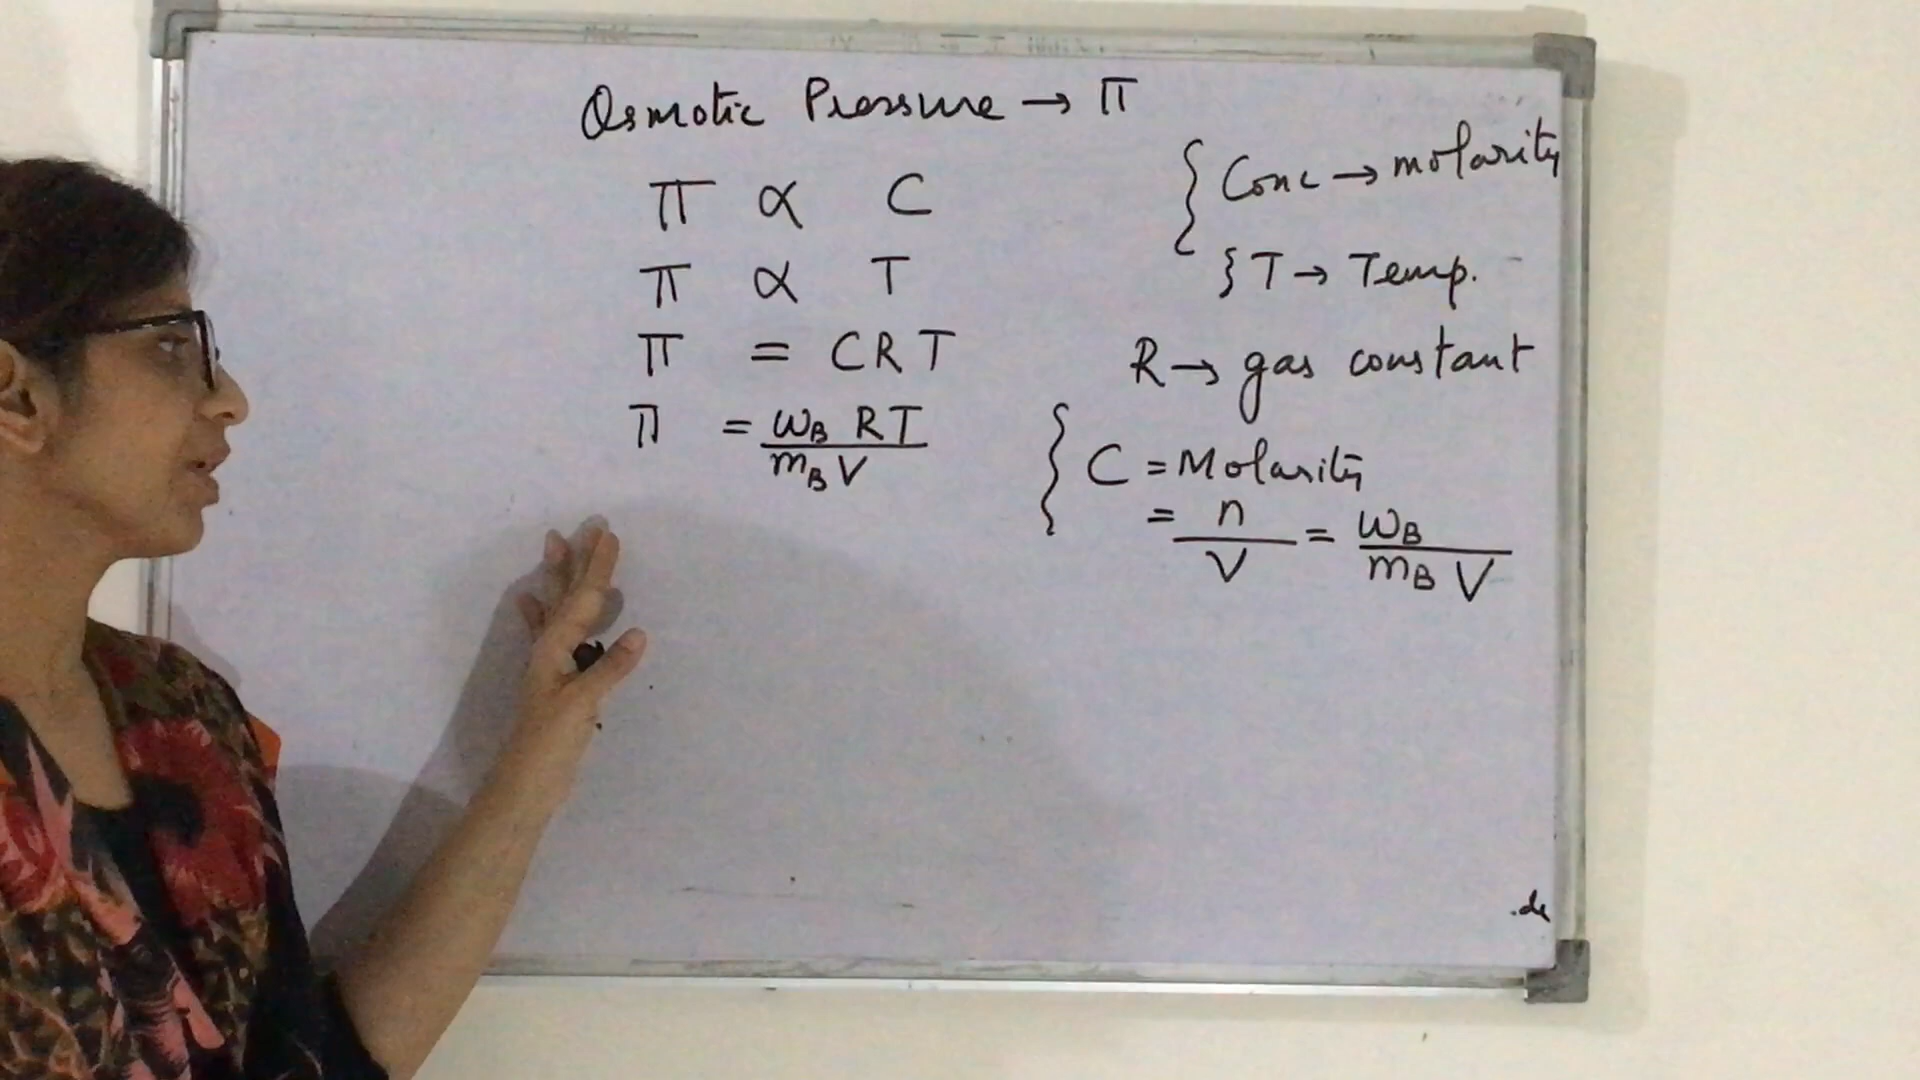 Osmotic Pressure → π
π ∝ C
{ Conc → molarity
π ∝ T
} T → Temp.
π = CRT
R → gas constant
π = w_B RT / m_B V
{ C = Molarity
= n / V = w_B / m_B V